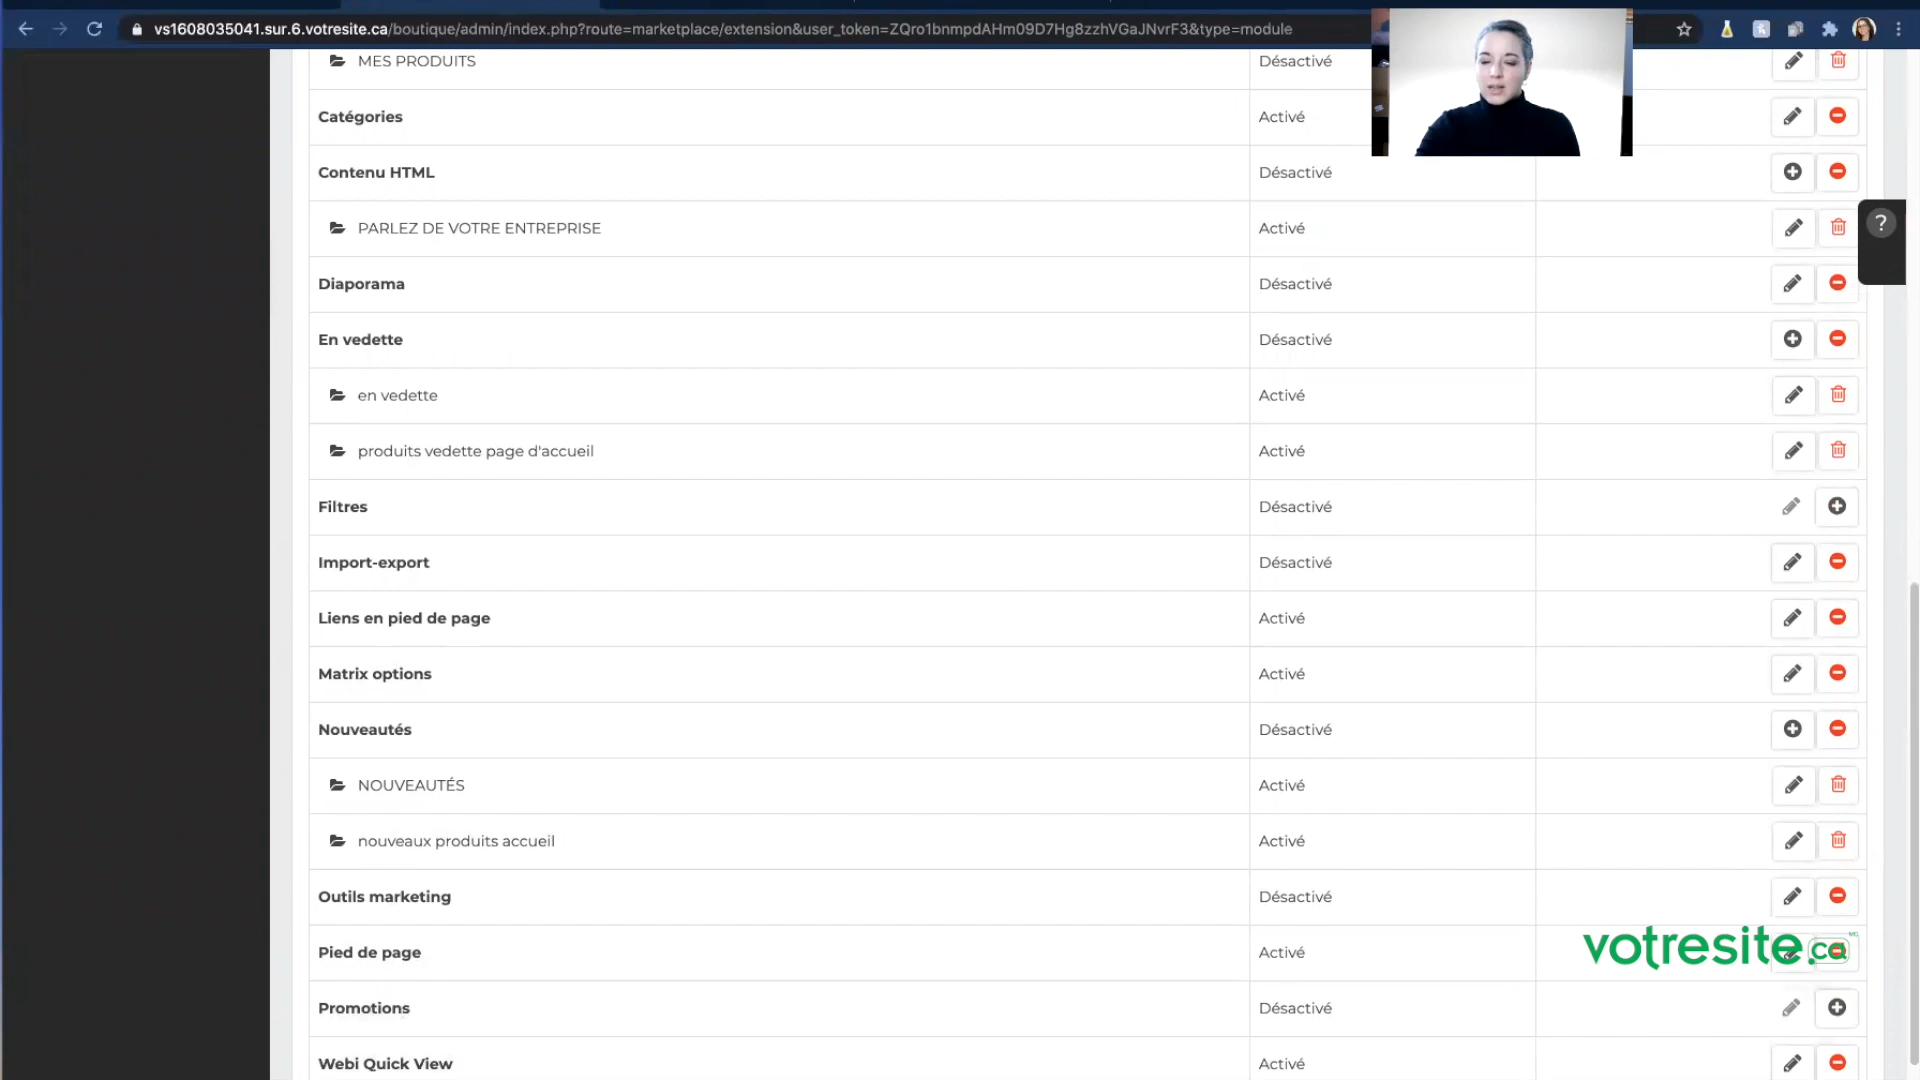 vs1608035041.sur.6.votresite.ca/boutique/admin/index.php?route=marketplace/extension&user_token=ZQro1bnmpdAHm09D7Hg8zzhVGaJNvrF3&type=module
MES PRODUITS Désactivé
Catégories Activé
Contenu HTML Désactivé
PARLEZ DE VOTRE ENTREPRISE Activé
?
Diaporama Désactivé
En vedette Désactivé
en vedette Activé
produits vedette page d'accueil Activé
Filtres Désactivé
Import-export Désactivé
Liens en pied de page Activé
Matrix options Activé
Nouveautés Désactivé
NOUVEAUTÉS Activé
nouveaux produits accueil Activé
Outils marketing Désactivé
Pied de page Activé
votresite.ca MC
Promotions Désactivé
Webi Quick View Activé